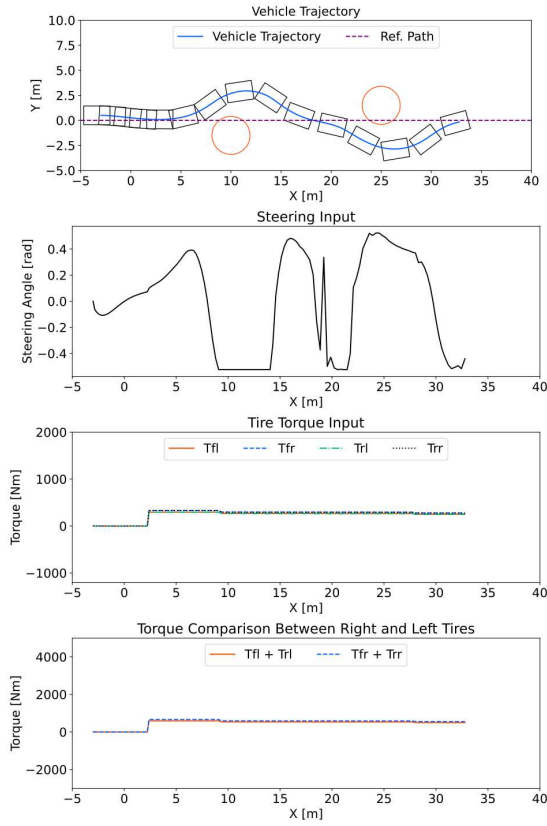 Vehicle Trajectory
10.0
7.5
5.0
2.5
0.0
−2.5
−5.0
Y [m]
Vehicle Trajectory Ref. Path
−5 0 5 10 15 20 25 30 35 40
X [m]
Steering Input
0.4
0.2
0.0
−0.2
−0.4
Steering Angle [rad]
−5 0 5 10 15 20 25 30 35 40
X [m]
Tire Torque Input
2000
1000
0
−1000
Torque [Nm]
Tfl Tfr Trl Trr
−5 0 5 10 15 20 25 30 35 40
X [m]
Torque Comparison Between Right and Left Tires
4000
2000
0
−2000
Torque [Nm]
Tfl + Trl Tfr + Trr
−5 0 5 10 15 20 25 30 35 40
X [m]